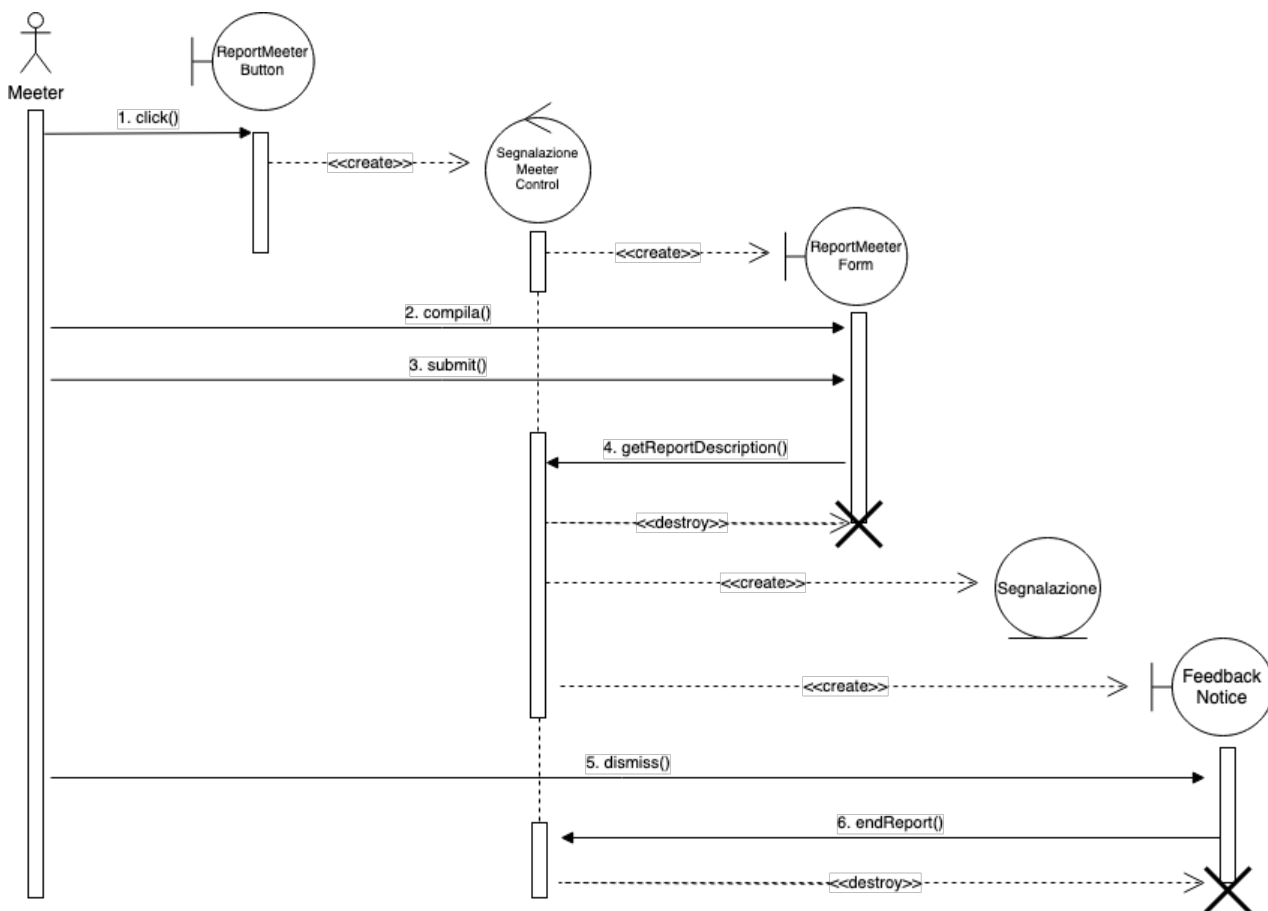 ReportMeeter
Button
Meeter
1. click()
<<create>>
Segnalazione
Meeter
Control
<<create>>
ReportMeeter
Form
2. compila()
3. submit()
4. getReportDescription()
<<destroy>>
<<create>>
Segnalazione
<<create>>
Feedback
Notice
5. dismiss()
6. endReport()
<<destroy>>